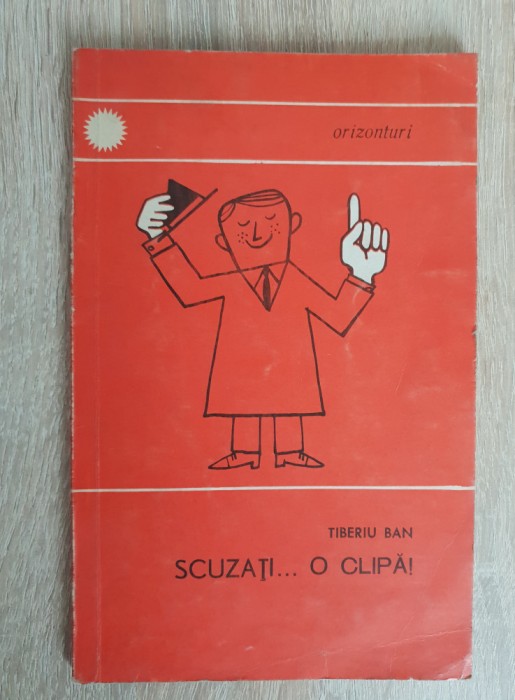 orizonturi
TIBERIU BAN
SCUZAŢI... O CLIPĂ!